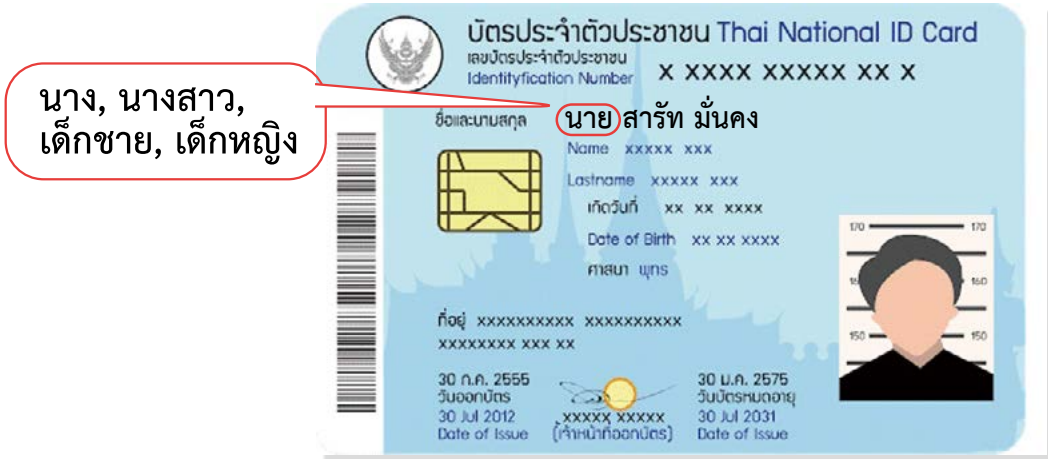 นาง, นางสาว,
เด็กชาย, เด็กหญิง
บัตรประจำตัวประชาชน Thai National ID Card
เลขบัตรประจำตัวประชาชน
Identityfication Number X XXXX XXXXX XX X
ชื่อและนามสกุล นาย สารัท มั่นคง
Name xxxxx xxx
Lastname xxxxx xxx
เกิดวันที่ xx xx xxxx
Date of Birth xx xx xxxx
ศาสนา พุทธ
170 170
160
150 150
ที่อยู่ xxxxxxxxxx xxxxxxxxxx
xxxxxxxx xxx xx
30 ก.ค. 2555
วันออกบัตร
30 Jul 2012
Date of Issue
xxxxx xxxxx
(เจ้าหน้าที่ออกบัตร)
30 ม.ค. 2575
วันบัตรหมดอายุ
30 Jul 2031
Date of Issue